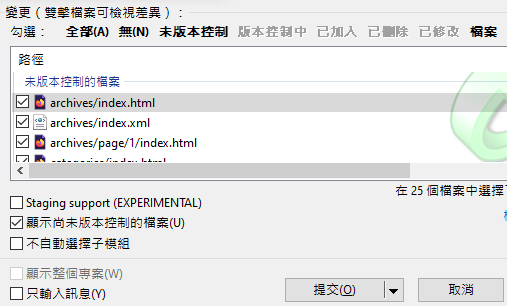 變更（雙擊檔案可檢視差異）：
勾選： 全部(A) 無(N) 未版本控制 版本控制中 已加入 已刪除 已修改 檔案
路徑
未版本控制的檔案
archives/index.html
archives/index.xml
archives/page/1/index.html
categories/index.html
在 25 個檔案中選擇了
Staging support (EXPERIMENTAL)
顯示尚未版本控制的檔案(U)
不自動選擇子模組
顯示整個專案(W)
只輸入訊息(Y)
提交(O)
取消